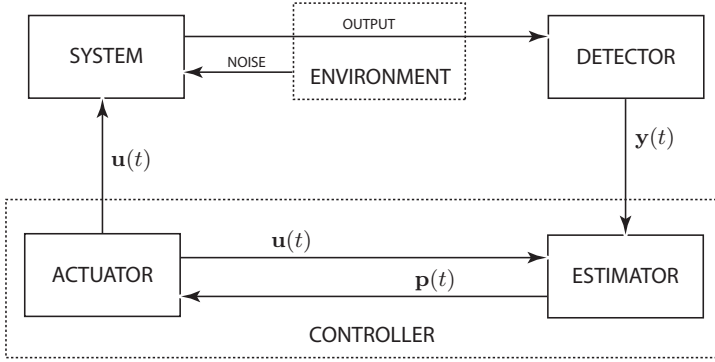 OUTPUT
SYSTEM
NOISE
ENVIRONMENT
DETECTOR
u(t)
y(t)
u(t)
ACTUATOR
p(t)
ESTIMATOR
CONTROLLER